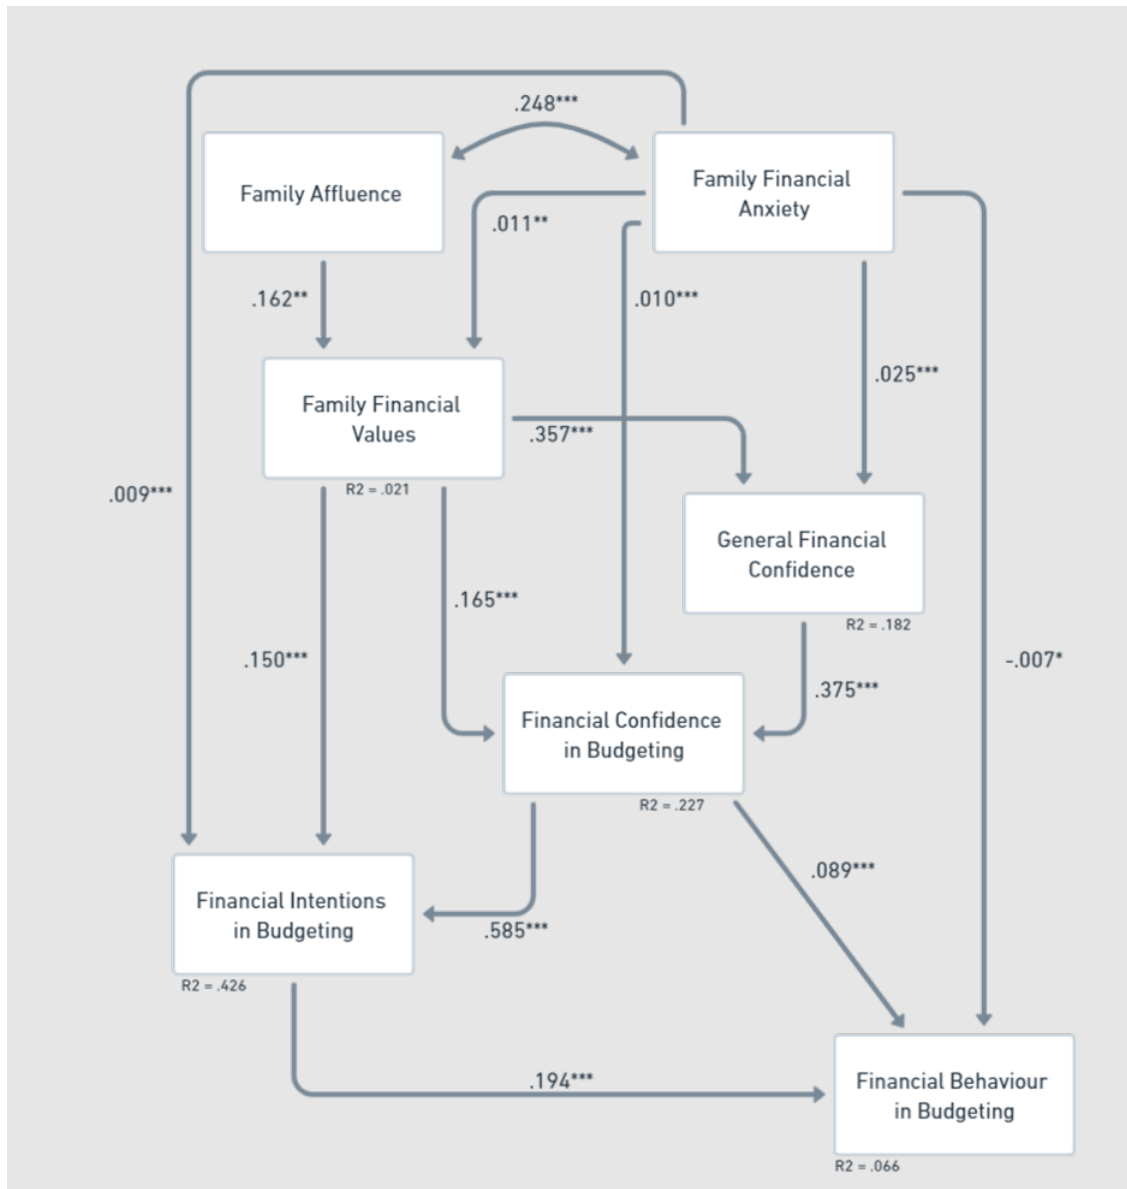 .248***
Family Affluence
Family Financial
Anxiety
.011**
.162**
.010***
.025***
Family Financial
Values
.357***
R2 = .021
.009***
General Financial
Confidence
R2 = .182
.165***
.150***
-.007*
.375***
Financial Confidence
in Budgeting
R2 = .227
.089***
Financial Intentions
in Budgeting
.585***
R2 = .426
.194***
Financial Behaviour
in Budgeting
R2 = .066